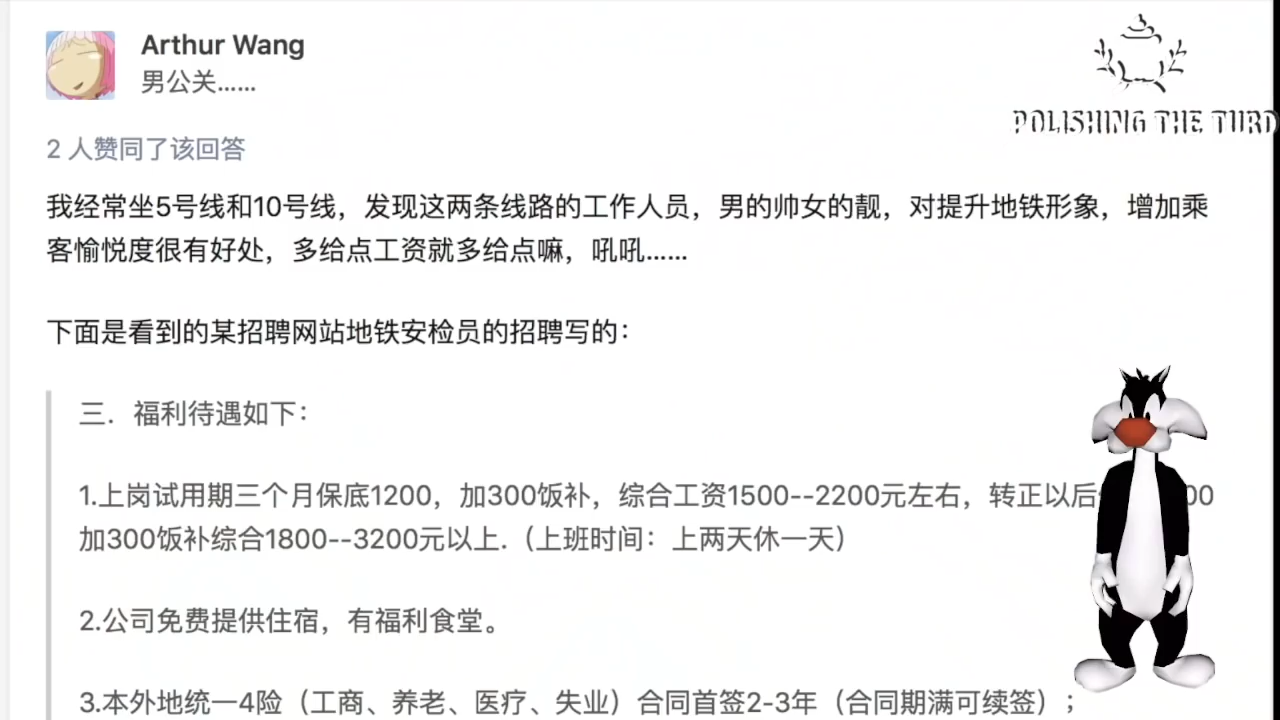 Arthur Wang
男公关……
POLISHING THE TURD
2 人赞同了该回答
我经常坐5号线和10号线，发现这两条线路的工作人员，男的帅女的靓，对提升地铁形象，增加乘
客愉悦度很有好处，多给点工资就多给点嘛，吼吼……
下面是看到的某招聘网站地铁安检员的招聘写的：
三．福利待遇如下：
1.上岗试用期三个月保底1200，加300饭补，综合工资1500--2200元左右，转正以后 00
加300饭补综合1800--3200元以上.（上班时间：上两天休一天）
2.公司免费提供住宿，有福利食堂。
3.本外地统一4险（工商、养老、医疗、失业）合同首签2-3年（合同期满可续签）；